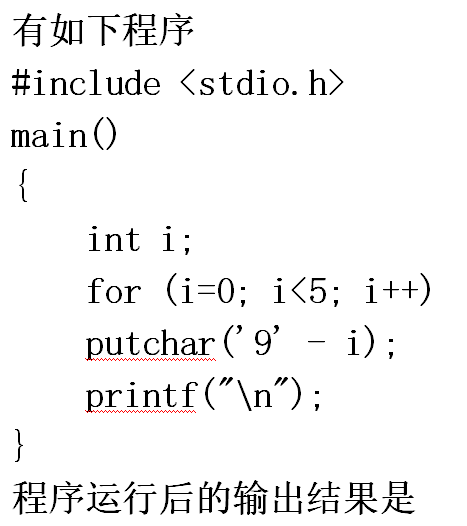 有如下程序
#include <stdio.h>
main()
{
int i;
for (i=0; i<5; i++)
putchar('9' - i);
printf("\n");
}
程序运行后的输出结果是